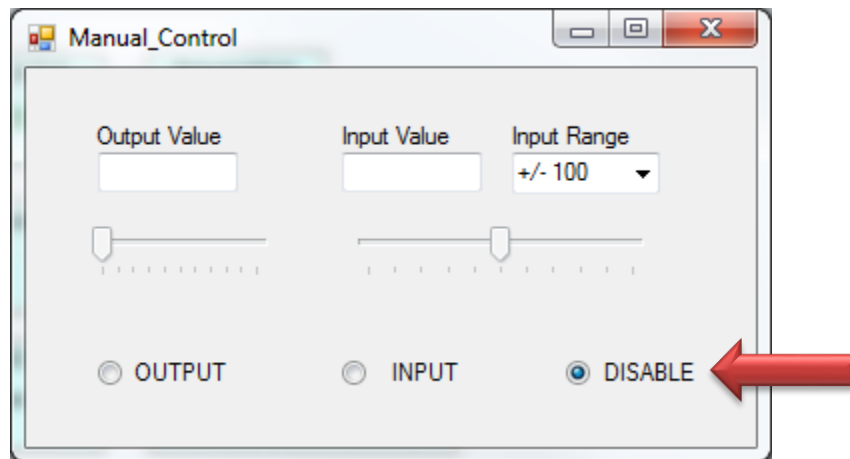 Manual_Control
Output Value Input Value Input Range
+/- 100
OUTPUT INPUT DISABLE